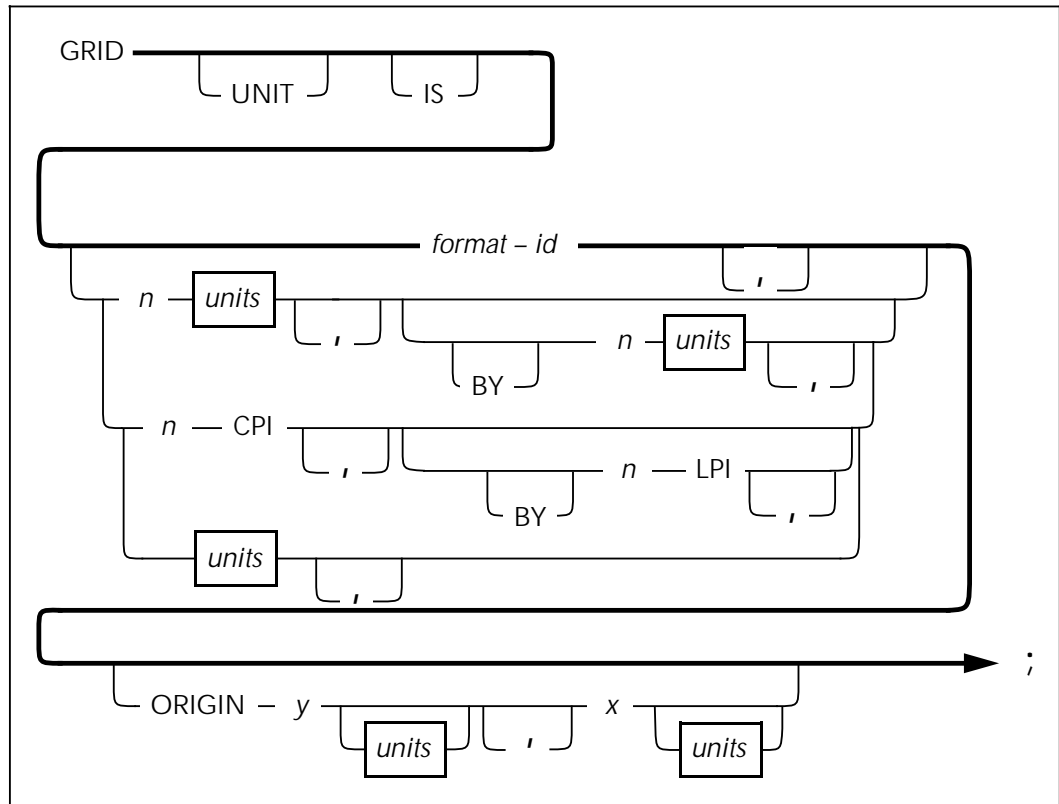 GRID
UNIT IS
format – id
,
n units
, n units
BY ,
n CPI
, n LPI
BY ,
units
,
;
ORIGIN y , x
units units